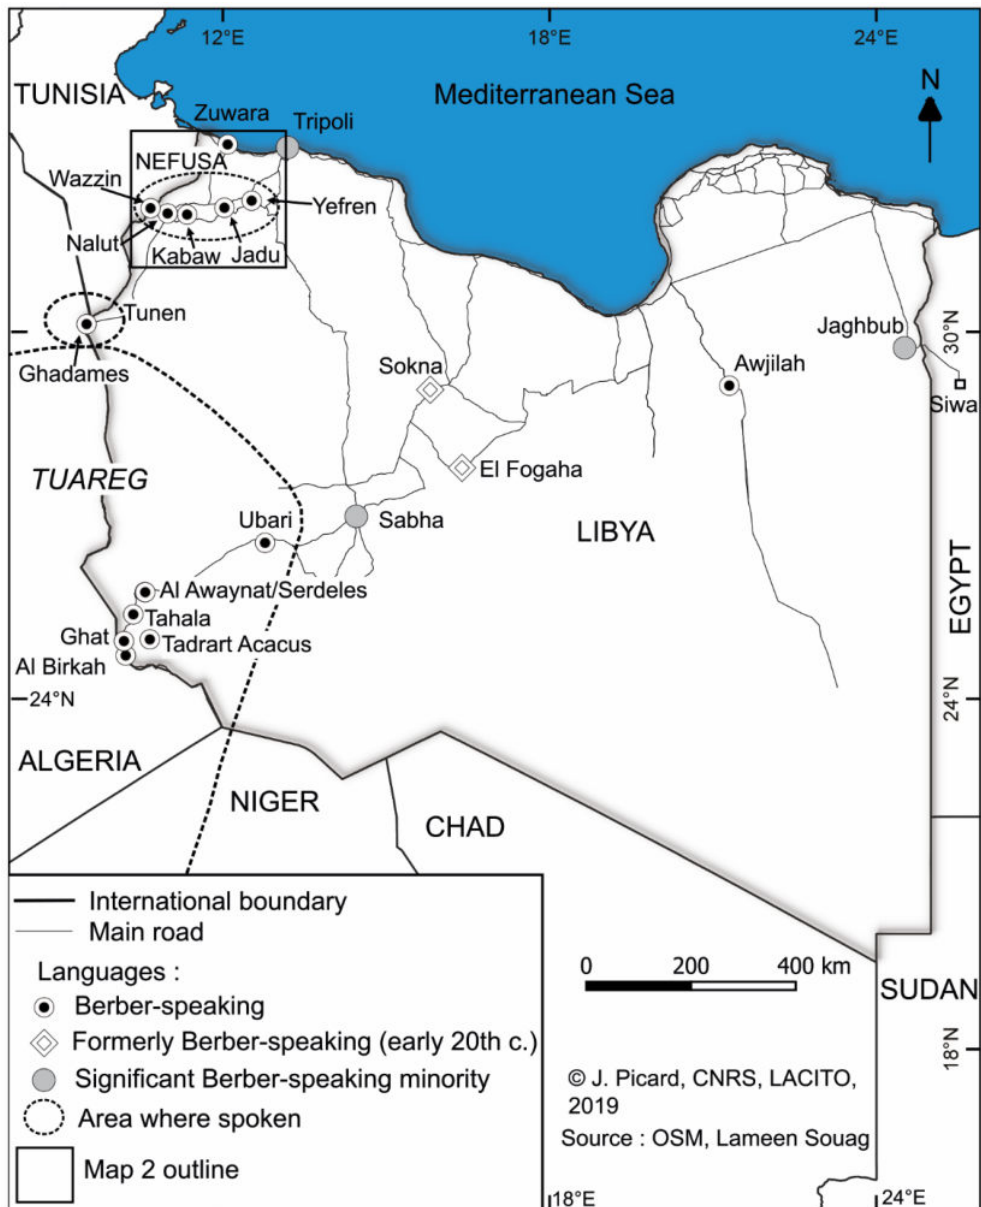 12°E
18°E
24°E
TUNISIA
Mediterranean Sea
N
Zuwara
Tripoli
NEFUSA
Wazzin
Yefren
Nalut
Kabaw
Jadu
Tunen
30°N
Jaghbub
Ghadames
Sokna
Awjilah
Siwa
TUAREG
El Fogaha
Ubari
Sabha
LIBYA
EGYPT
Al Awaynat/Serdeles
Tahala
Ghat
Tadrart Acacus
Al Birkah
24°N
24°N
ALGERIA
NIGER
CHAD
International boundary
Main road
Languages :
Berber-speaking
Formerly Berber-speaking (early 20th c.)
Significant Berber-speaking minority
Area where spoken
Map 2 outline
0 200 400 km
SUDAN
18°N
© J. Picard, CNRS, LACITO,
2019
Source : OSM, Lameen Souag
18°E
24°E